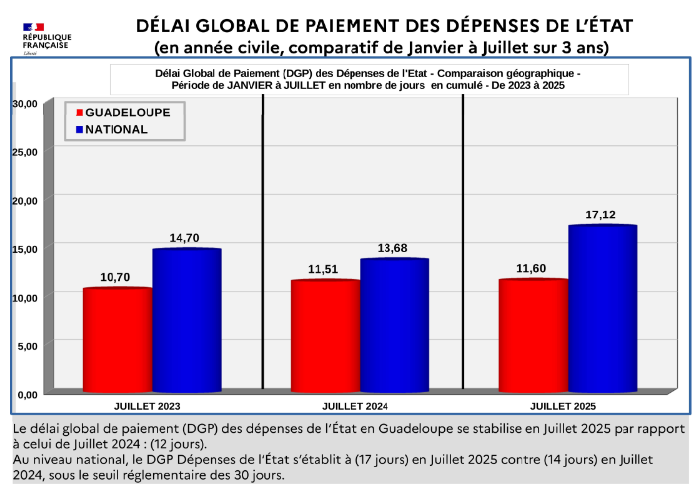 DÉLAI GLOBAL DE PAIEMENT DES DÉPENSES DE L'ÉTAT
(en année civile, comparatif de Janvier à Juillet sur 3 ans)
RÉPUBLIQUE
FRANÇAISE
Délai Global de Paiement (DGP) des Dépenses de l'Etat - Comparaison géographique -
Période de JANVIER à JUILLET en nombre de jours en cumulé - De 2023 à 2025
30,00
25,00
20,00
15,00
10,00
5,00
0,00
GUADELOUPE
NATIONAL
10,70
14,70
11,51
13,68
11,60
17,12
JUILLET 2023
JUILLET 2024
JUILLET 2025
Le délai global de paiement (DGP) des dépenses de l'État en Guadeloupe se stabilise en Juillet 2025 par rapport
à celui de Juillet 2024 : (12 jours).
Au niveau national, le DGP Dépenses de l'État s'établit à (17 jours) en Juillet 2025 contre (14 jours) en Juillet
2024, sous le seuil réglementaire des 30 jours.